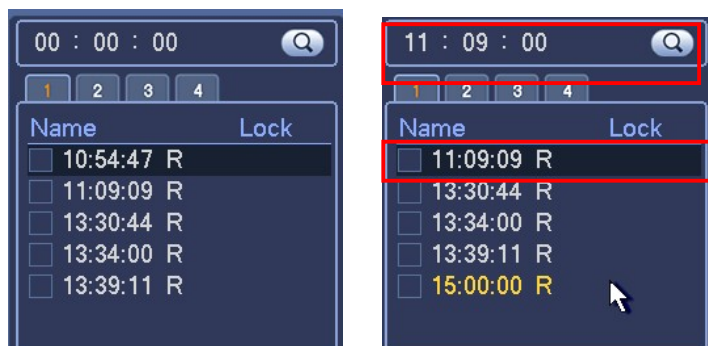 00 : 00 : 00
1 2 3 4
Name Lock
10:54:47 R
11:09:09 R
13:30:44 R
13:34:00 R
13:39:11 R
11 : 09 : 00
1 2 3 4
Name Lock
11:09:09 R
13:30:44 R
13:34:00 R
13:39:11 R
15:00:00 R